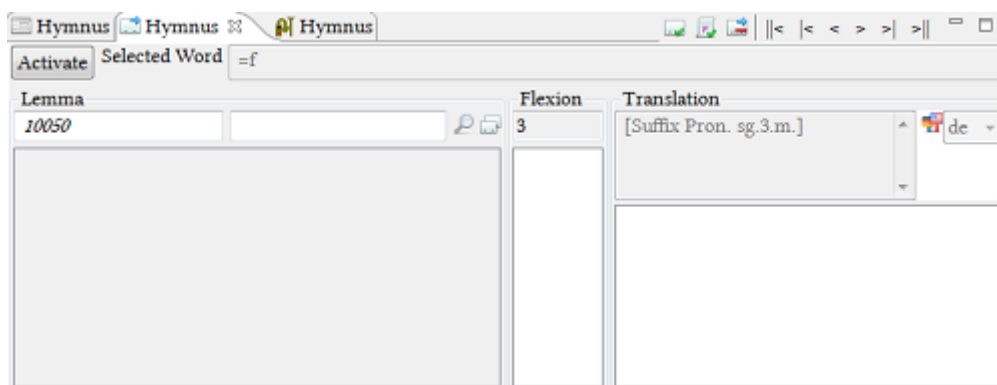 Hymnus Hymnus Hymnus ||< |< < > >| >||
Activate Selected Word =f
Lemma Flexion Translation
10050 3 [Suffix Pron. sg.3.m.] de